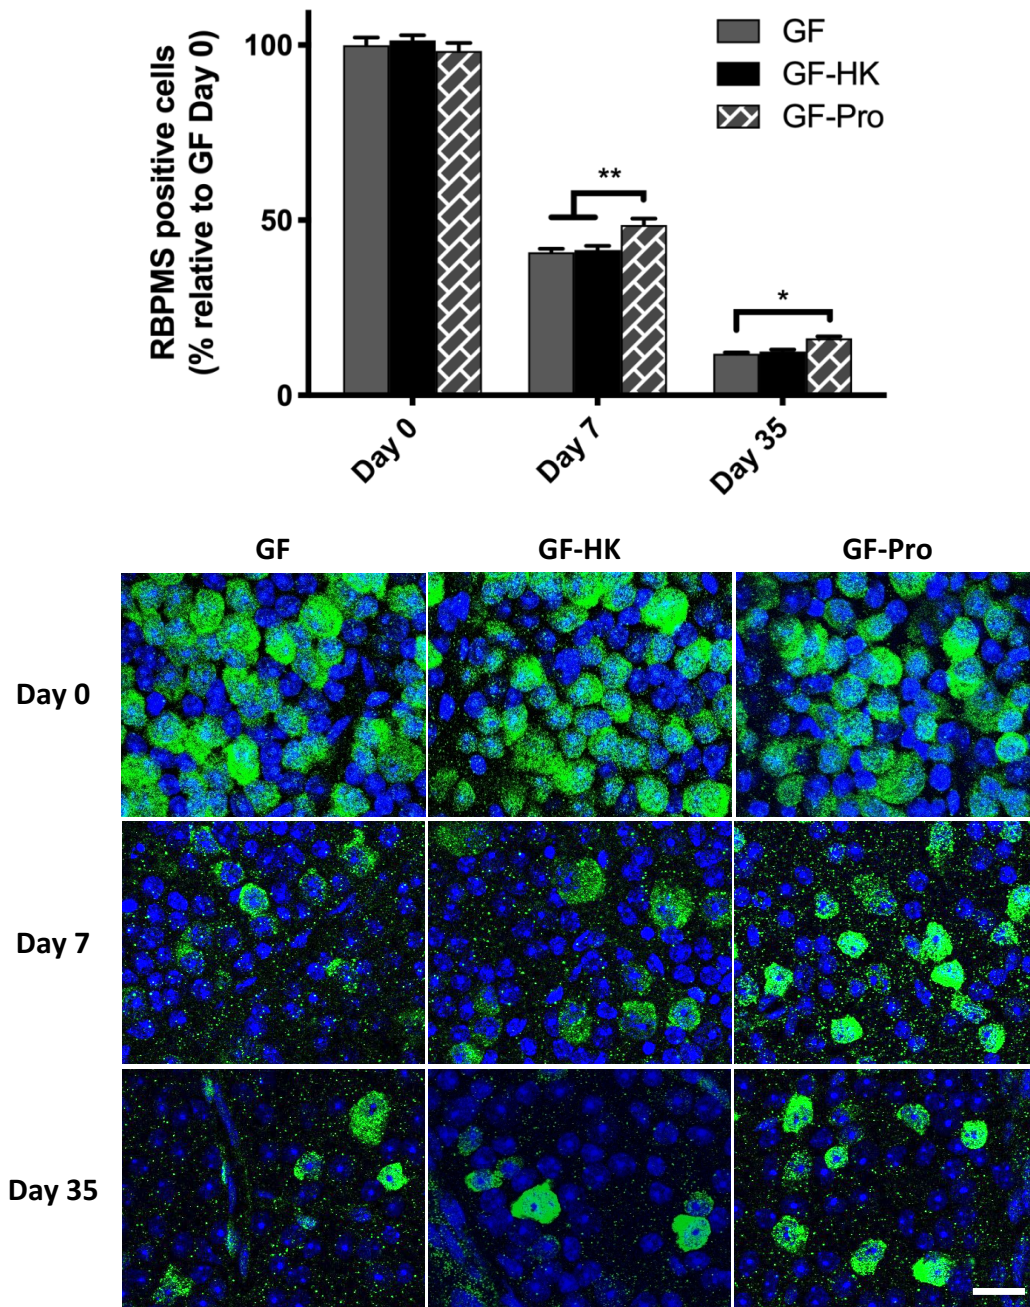 RBPMS positive cells
(% relative to GF Day 0)
100
50
0
GF
GF-HK
GF-Pro
**
*
Day 0
Day 7
Day 35
GF GF-HK GF-Pro
Day 0
Day 7
Day 35